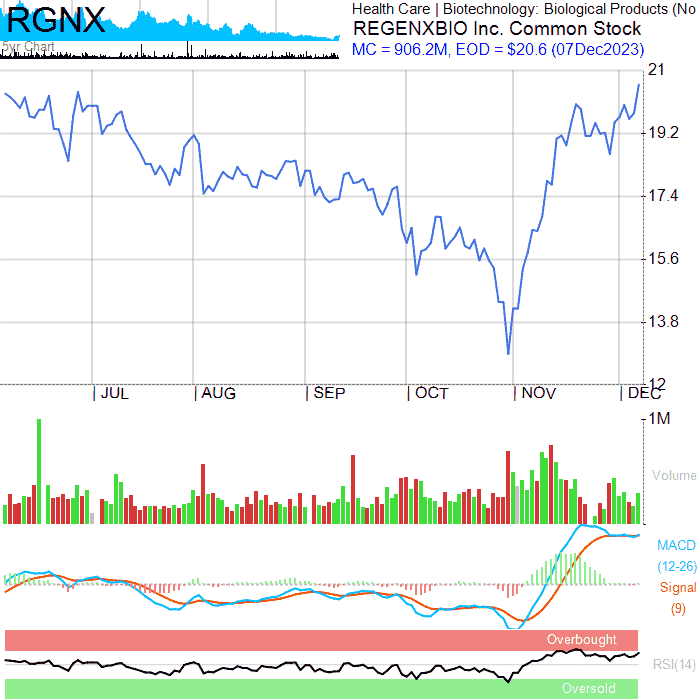 RGNX
5yr Chart
Health Care | Biotechnology: Biological Products (No
REGENXBIO Inc. Common Stock
MC = 906.2M, EOD = $20.6 (07Dec2023)
21
19.2
17.4
15.6
13.8
12
JUL AUG SEP OCT NOV DEC
1M
Volume
MACD
(12-26)
Signal
(9)
Overbought
RSI(14)
Oversold